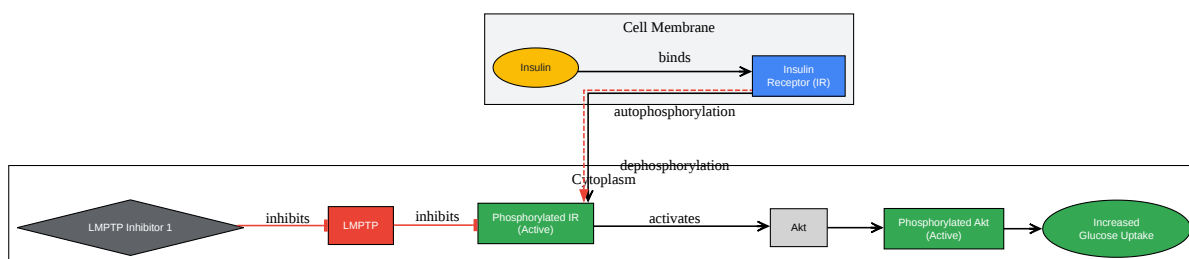 Cell Membrane
Insulin
binds
Insulin
Receptor (IR)
autophosphorylation
dephosphorylation
Cytoplasm
LMPTP Inhibitor 1
inhibits
LMPTP
inhibits
Phosphorylated IR
(Active)
activates
Akt
Phosphorylated Akt
(Active)
Increased
Glucose Uptake